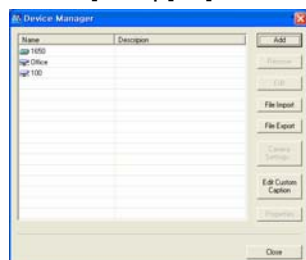 Device Manager
Name Description
1650
Office
100
Add
Remove
Edit
File Import
File Export
Camera
Settings...
Edit Custom
Caption
Properties
Close